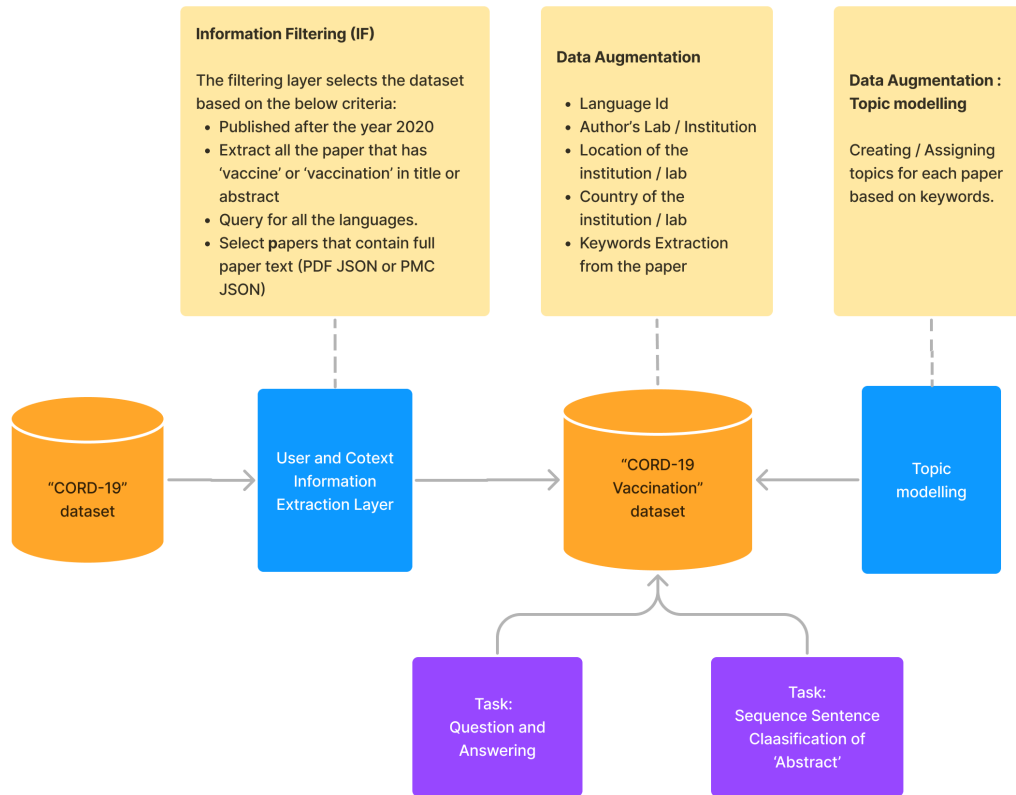 Information Filtering (IF)
The filtering layer selects the dataset
based on the below criteria:
• Published after the year 2020
• Extract all the paper that has
‘vaccine’ or ‘vaccination’ in title or
abstract
• Query for all the languages.
• Select papers that contain full
paper text (PDF JSON or PMC
JSON)
Data Augmentation
• Language Id
• Author's Lab / Institution
• Location of the
institution / lab
• Country of the
institution / lab
• Keywords Extraction
from the paper
Data Augmentation :
Topic modelling
Creating / Assigning
topics for each paper
based on keywords.
“CORD-19”
dataset
User and Cotext
Information
Extraction Layer
“CORD-19
Vaccination”
dataset
Topic
modelling
Task:
Question and
Answering
Task:
Sequence Sentence
Claasification of
‘Abstract’